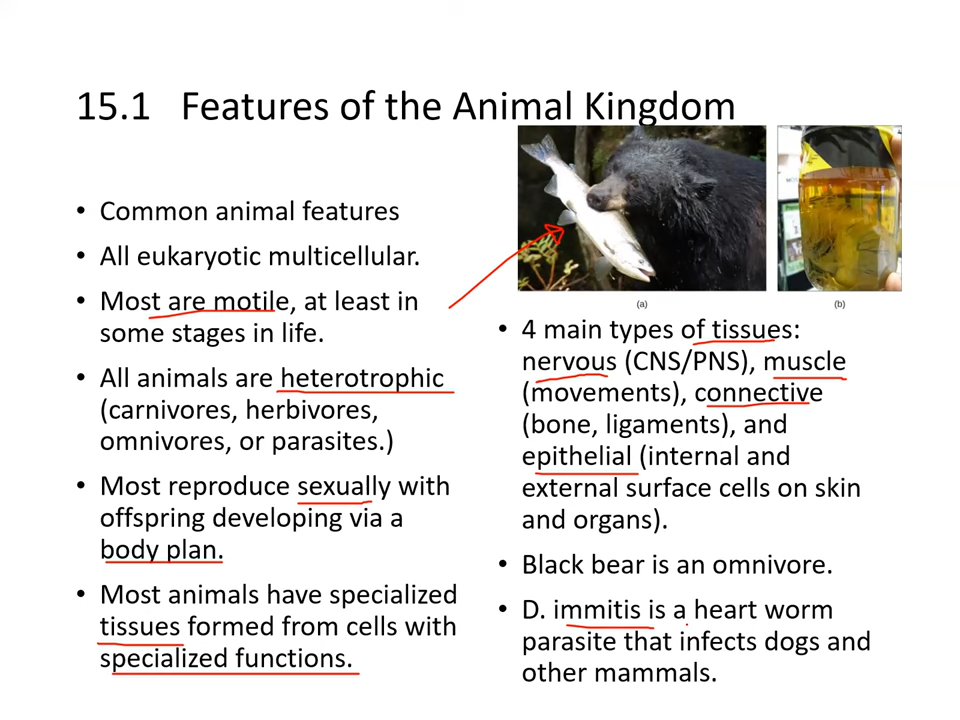 15.1 Features of the Animal Kingdom
• Common animal features
• All eukaryotic multicellular.
• Most are motile, at least in
some stages in life.
• All animals are heterotrophic
(carnivores, herbivores,
omnivores, or parasites.)
• Most reproduce sexually with
offspring developing via a
body plan.
• Most animals have specialized
tissues formed from cells with
specialized functions.
(a)
(b)
• 4 main types of tissues:
nervous (CNS/PNS), muscle
(movements), connective
(bone, ligaments), and
epithelial (internal and
external surface cells on skin
and organs).
• Black bear is an omnivore.
• D. immitis is a heart worm
parasite that infects dogs and
other mammals.